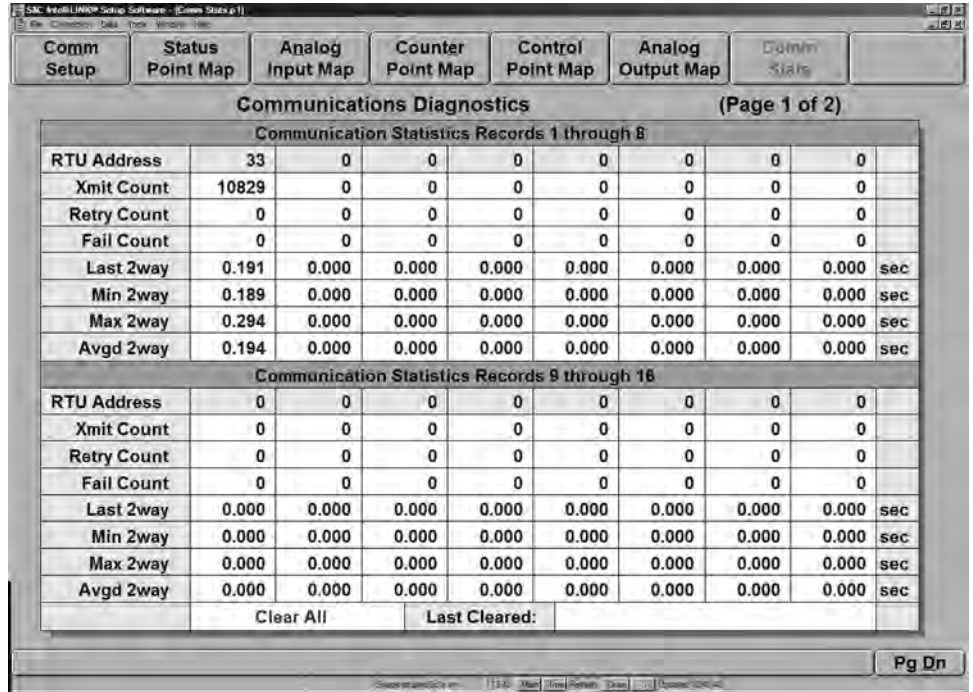 S&C IntelliLINK® Setup Software - [Comm Stats p1]
Comm Setup
Status Point Map
Analog Input Map
Counter Point Map
Control Point Map
Analog Output Map
Comm Stats
Communications Diagnostics (Page 1 of 2)
Communication Statistics Records 1 through 8
RTU Address 33 0 0 0 0 0 0 0
Xmit Count 10829 0 0 0 0 0 0 0
Retry Count 0 0 0 0 0 0 0 0
Fail Count 0 0 0 0 0 0 0 0
Last 2way 0.191 0.000 0.000 0.000 0.000 0.000 0.000 0.000 sec
Min 2way 0.189 0.000 0.000 0.000 0.000 0.000 0.000 0.000 sec
Max 2way 0.294 0.000 0.000 0.000 0.000 0.000 0.000 0.000 sec
Avgd 2way 0.194 0.000 0.000 0.000 0.000 0.000 0.000 0.000 sec
Communication Statistics Records 9 through 16
RTU Address 0 0 0 0 0 0 0 0
Xmit Count 0 0 0 0 0 0 0 0
Retry Count 0 0 0 0 0 0 0 0
Fail Count 0 0 0 0 0 0 0 0
Last 2way 0.000 0.000 0.000 0.000 0.000 0.000 0.000 0.000 sec
Min 2way 0.000 0.000 0.000 0.000 0.000 0.000 0.000 0.000 sec
Max 2way 0.000 0.000 0.000 0.000 0.000 0.000 0.000 0.000 sec
Avgd 2way 0.000 0.000 0.000 0.000 0.000 0.000 0.000 0.000 sec
Clear All Last Cleared:
Pg Dn